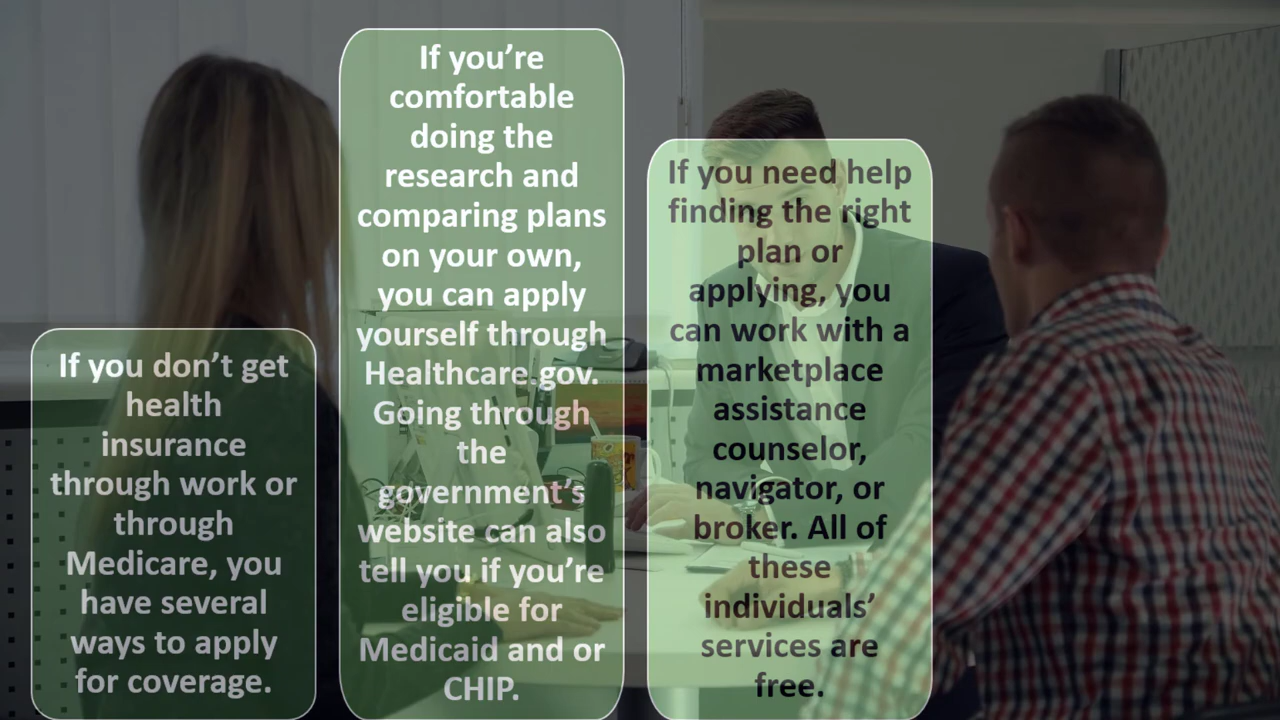 If you don’t get
health
insurance
through work or
through
Medicare, you
have several
ways to apply
for coverage.
If you’re
comfortable
doing the
research and
comparing plans
on your own,
you can apply
yourself through
Healthcare.gov.
Going through
the
government’s
website can also
tell you if you’re
eligible for
Medicaid and or
CHIP.
If you need help
finding the right
plan or
applying, you
can work with a
marketplace
assistance
counselor,
navigator, or
broker. All of
these
individuals’
services are
free.